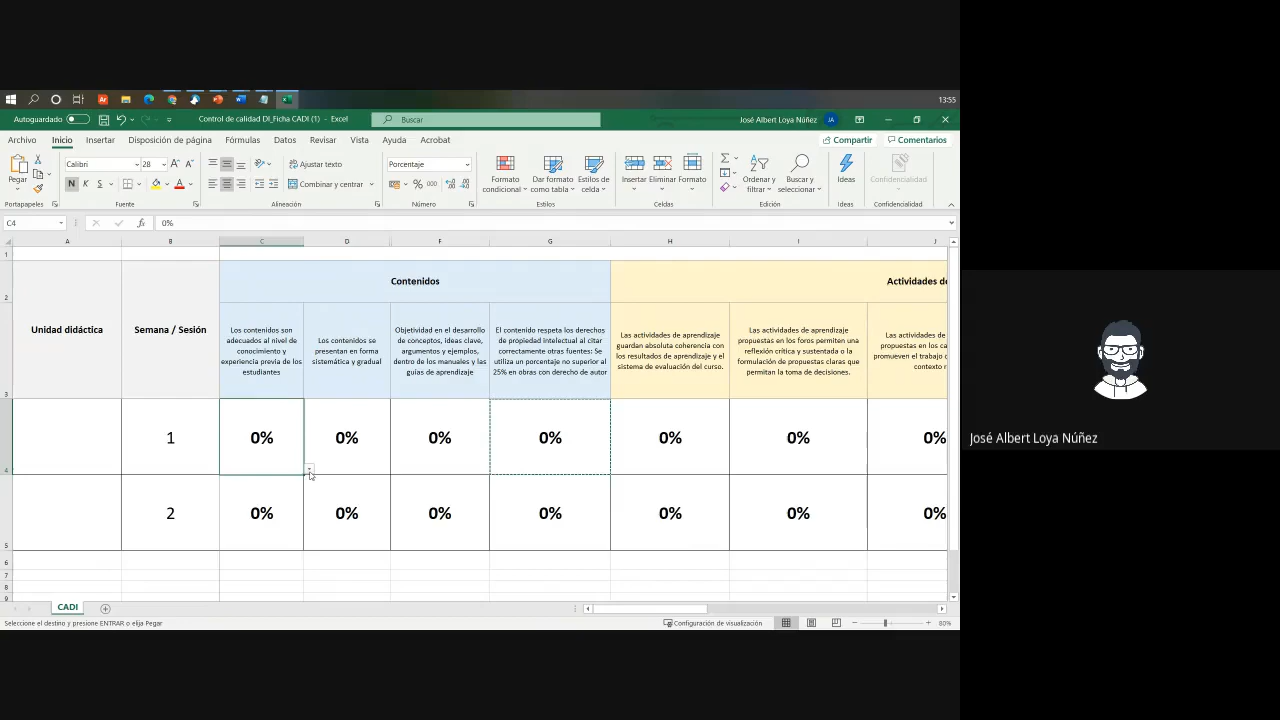 13:55
Autoguardado
Control de calidad DI_Ficha CADI (1) - Excel
Buscar
José Albert Loya Núñez
JA
Archivo Inicio Insertar Disposición de página Fórmulas Datos Revisar Vista Ayuda Acrobat
Compartir Comentarios
Pegar
Calibri 28
N K S
Ajustar texto
Combinar y centrar
Porcentaje
% 000
Formato condicional
Dar formato como tabla
Estilos de celda
Insertar Eliminar Formato
Ordenar y filtrar
Buscar y seleccionar
Ideas
Confidencialidad
Portapapeles Fuente Alineación Número Estilos Celdas Edición Ideas Confidencialidad
C4 0%
A B C D F G H I J
1
2
Contenidos
Actividades de
3
Unidad didáctica
Semana / Sesión
Los contenidos son
adecuados al nivel de
conocimiento y
experiencia previa de los
estudiantes
Los contenidos se
presentan en forma
sistemática y gradual
Objetividad en el desarrollo
de conceptos, ideas clave,
argumentos y ejemplos,
dentro de los manuales y las
guías de aprendizaje
El contenido respeta los derechos
de propiedad intelectual al citar
correctamente otras fuentes: Se
utiliza un porcentaje no superior al
25% en obras con derecho de autor
Las actividades de aprendizaje
guardan absoluta coherencia con
los resultados de aprendizaje y el
sistema de evaluación del curso.
Las actividades de aprendizaje
propuestas en los foros permiten una
reflexión crítica y sustentada o la
formulación de propuestas claras que
permitan la toma de decisiones.
Las actividades de
propuestas en los ca
promueven el trabajo c
contexto r
4 1 0% 0% 0% 0% 0% 0% 0%
5 2 0% 0% 0% 0% 0% 0% 0%
6
7
8
9
CADI
Seleccione el destino y presione ENTRAR o elija Pegar
Configuración de visualización
80%
José Albert Loya Núñez